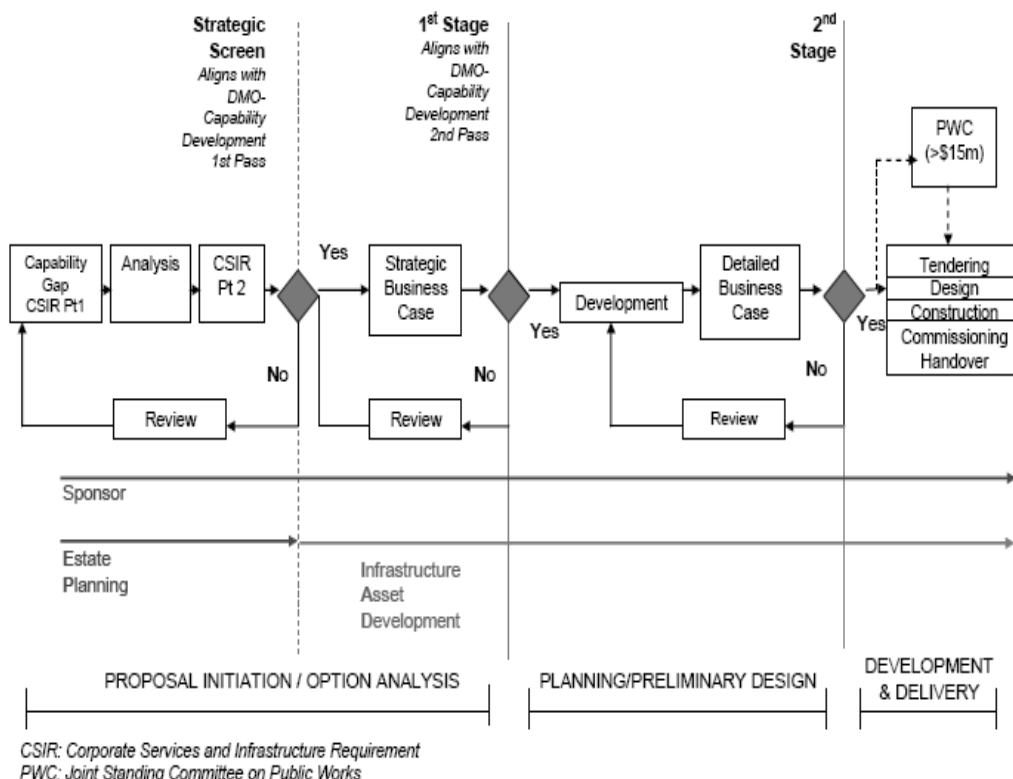 Strategic
Screen
Aligns with
DMO-
Capability
Development
1st Pass
1st Stage
Aligns with
DMO-
Capability
Development
2nd Pass
2nd
Stage
PWC
(>$15m)
Capability
Gap
CSIR Pt1
Analysis
CSIR
Pt 2
Yes
Strategic
Business
Case
Yes
Development
Detailed
Business
Case
Yes
Tendering
Design
Construction
Commissioning
Handover
No
Review
No
Review
No
Review
Sponsor
Estate
Planning
Infrastructure
Asset
Development
PROPOSAL INITIATION / OPTION ANALYSIS
PLANNING/PRELIMINARY DESIGN
DEVELOPMENT
& DELIVERY
CSIR: Corporate Services and Infrastructure Requirement
PWC: Joint Standing Committee on Public Works